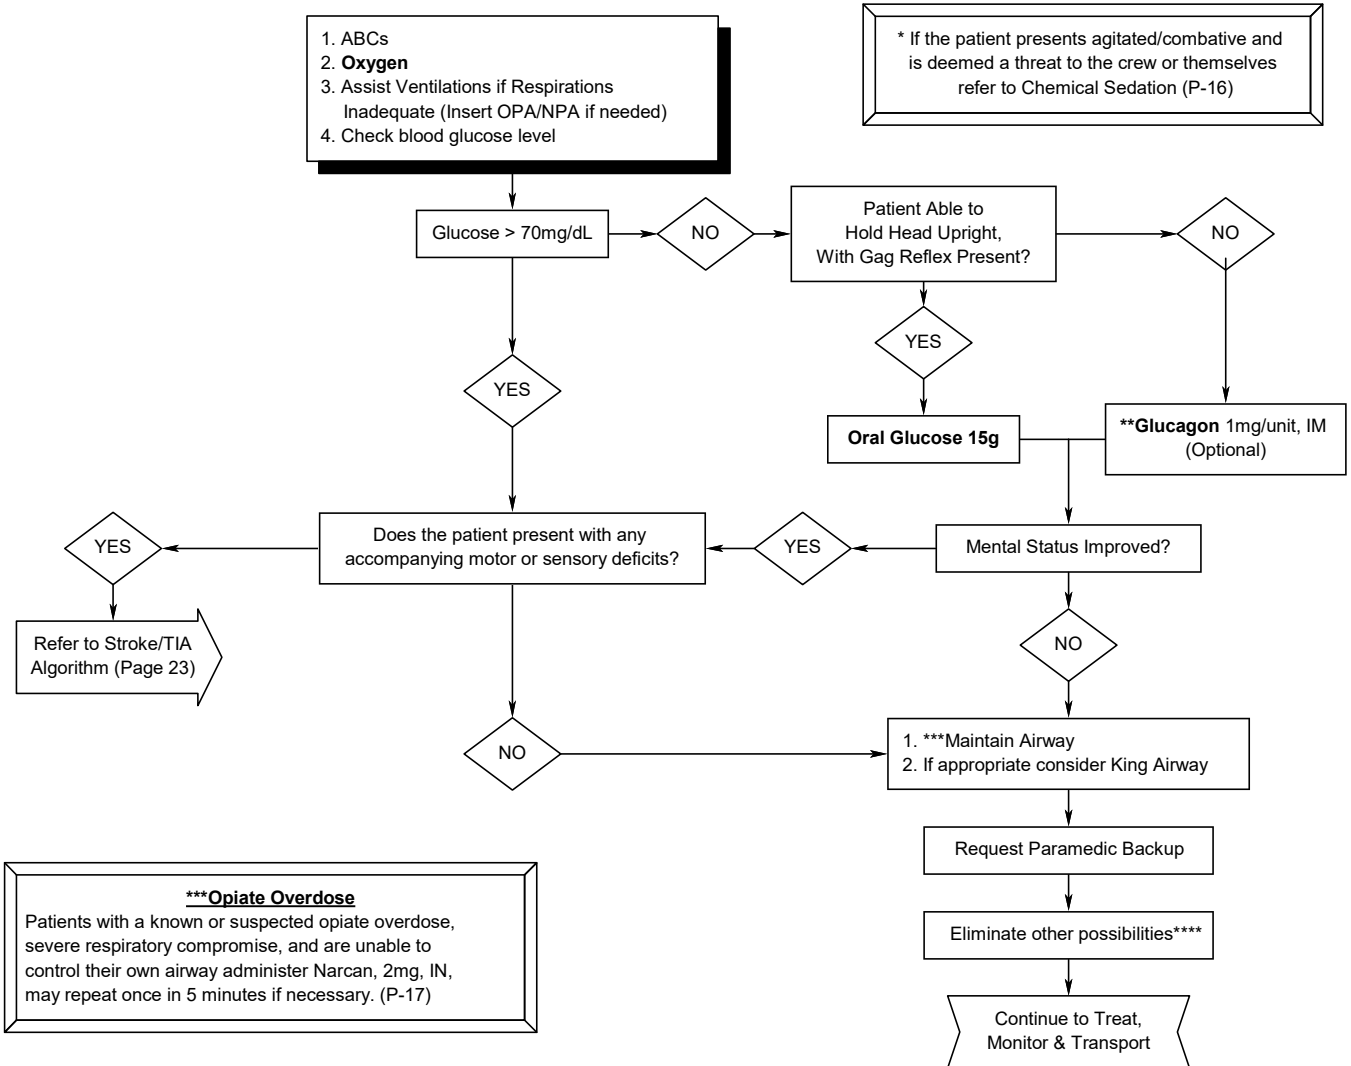 1. ABCs
2. Oxygen
3. Assist Ventilations if Respirations
Inadequate (Insert OPA/NPA if needed)
4. Check blood glucose level
* If the patient presents agitated/combative and
is deemed a threat to the crew or themselves
refer to Chemical Sedation (P-16)
Glucose > 70mg/dL
NO
Patient Able to
Hold Head Upright,
With Gag Reflex Present?
NO
YES
YES
Oral Glucose 15g
**Glucagon 1mg/unit, IM
(Optional)
YES
Does the patient present with any
accompanying motor or sensory deficits?
YES
Mental Status Improved?
Refer to Stroke/TIA
Algorithm (Page 23)
NO
NO
1. ***Maintain Airway
2. If appropriate consider King Airway
Request Paramedic Backup
***Opiate Overdose
Patients with a known or suspected opiate overdose,
severe respiratory compromise, and are unable to
control their own airway administer Narcan, 2mg, IN,
may repeat once in 5 minutes if necessary. (P-17)
Eliminate other possibilities****
Continue to Treat,
Monitor & Transport